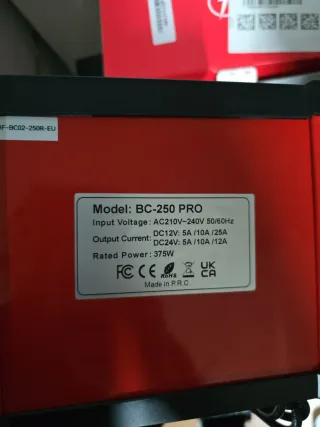 F-BC02-250R-EU
Model: BC-250 PRO
Input Voltage: AC210V~240V 50/60Hz
Output Current: DC12V: 5A /10A /25A
DC24V: 5A /10A /12A
Rated Power: 375W
FC CE RoHS UK CA
Made in P.R.C